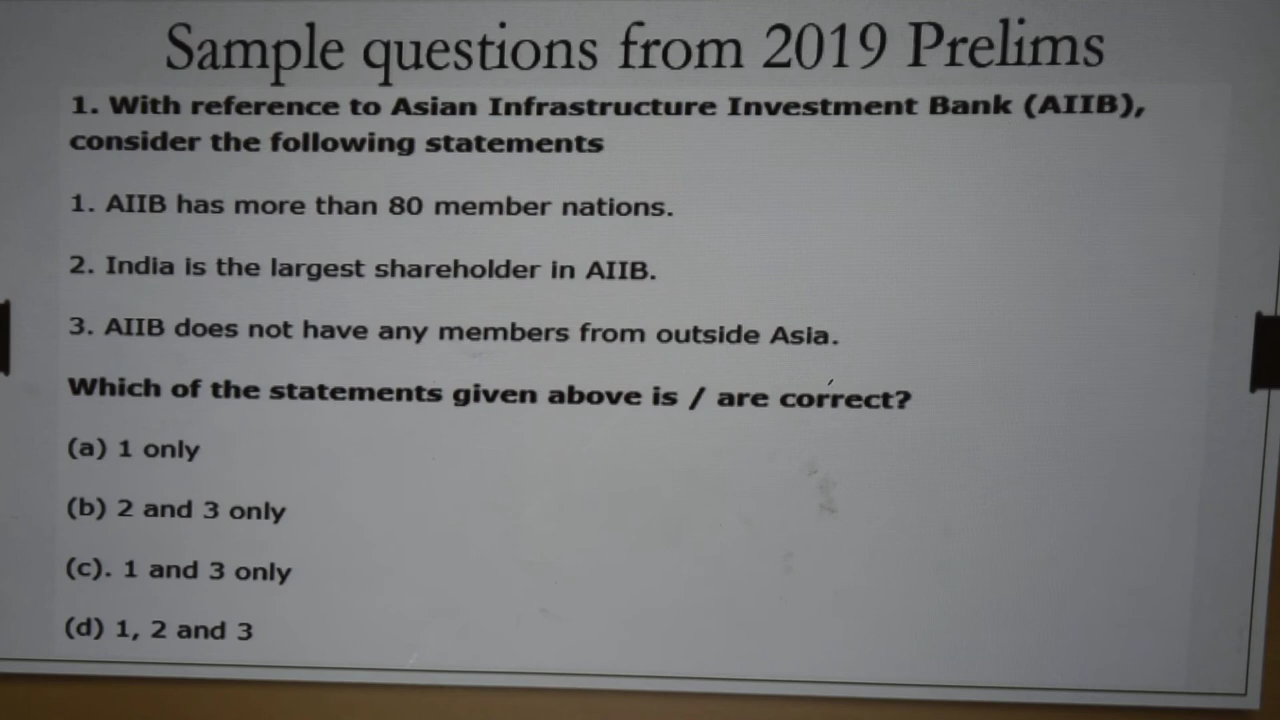 Sample questions from 2019 Prelims
1. With reference to Asian Infrastructure Investment Bank (AIIB),
consider the following statements
1. AIIB has more than 80 member nations.
2. India is the largest shareholder in AIIB.
3. AIIB does not have any members from outside Asia.
Which of the statements given above is / are correct?
(a) 1 only
(b) 2 and 3 only
(c). 1 and 3 only
(d) 1, 2 and 3